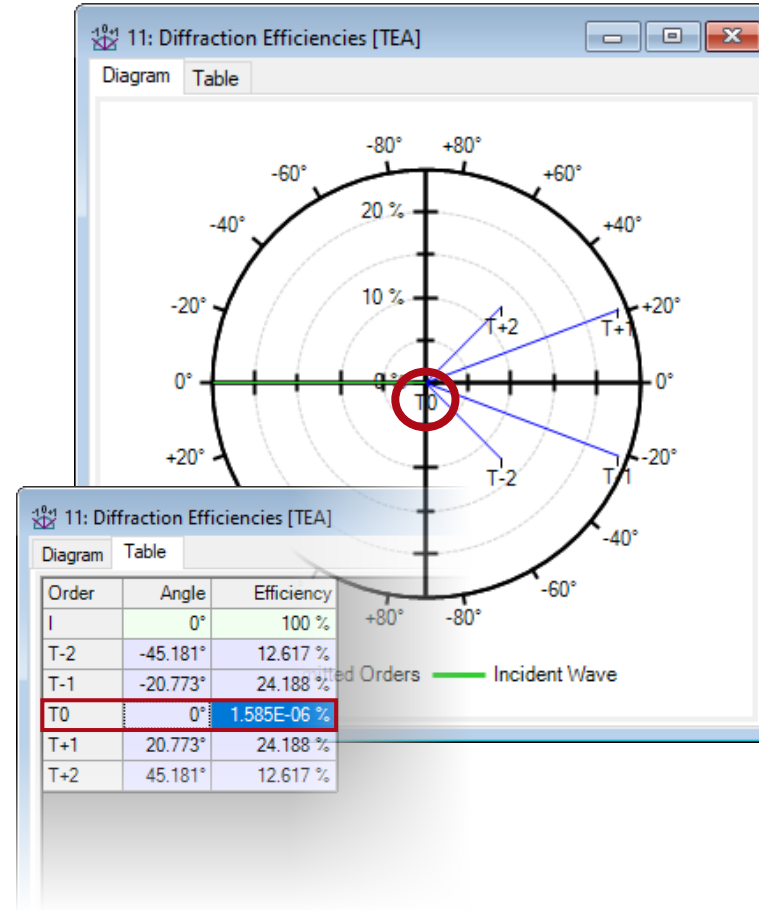 11: Diffraction Efficiencies [TEA]
Diagram Table
-80° +80°
-60° +60°
20 %
-40° +40°
10 %
-20° +20°
T+2 T+1
0° 0 % 0°
T0
+20° -20°
T-2 T-1
11: Diffraction Efficiencies [TEA]
-40°
Diagram Table
-60°
Order Angle Efficiency
+80° -80°
I 0° 100 %
T-2 -45.181° 12.617 %
T-1 -20.773° 24.188 %
Orders Incident Wave
T0 0° 1.585E-06 %
T+1 20.773° 24.188 %
T+2 45.181° 12.617 %